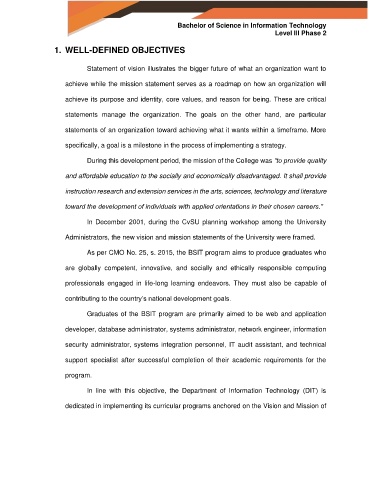 Bachelor of Science in Information Technology
Level III Phase 2
1. WELL-DEFINED OBJECTIVES
Statement of vision illustrates the bigger future of what an organization want to
achieve while the mission statement serves as a roadmap on how an organization will
achieve its purpose and identity, core values, and reason for being. These are critical
statements manage the organization. The goals on the other hand, are particular
statements of an organization toward achieving what it wants within a timeframe. More
specifically, a goal is a milestone in the process of implementing a strategy.
During this development period, the mission of the College was "to provide quality
and affordable education to the socially and economically disadvantaged. It shall provide
instruction research and extension services in the arts, sciences, technology and literature
toward the development of individuals with applied orientations in their chosen careers."
In December 2001, during the CvSU planning workshop among the University
Administrators, the new vision and mission statements of the University were framed.
As per CMO No. 25, s. 2015, the BSIT program aims to produce graduates who
are globally competent, innovative, and socially and ethically responsible computing
professionals engaged in life-long learning endeavors. They must also be capable of
contributing to the country's national development goals.
Graduates of the BSIT program are primarily aimed to be web and application
developer, database administrator, systems administrator, network engineer, information
security administrator, systems integration personnel, IT audit assistant, and technical
support specialist after successful completion of their academic requirements for the
program.
In line with this objective, the Department of Information Technology (DIT) is
dedicated in implementing its curricular programs anchored on the Vision and Mission of